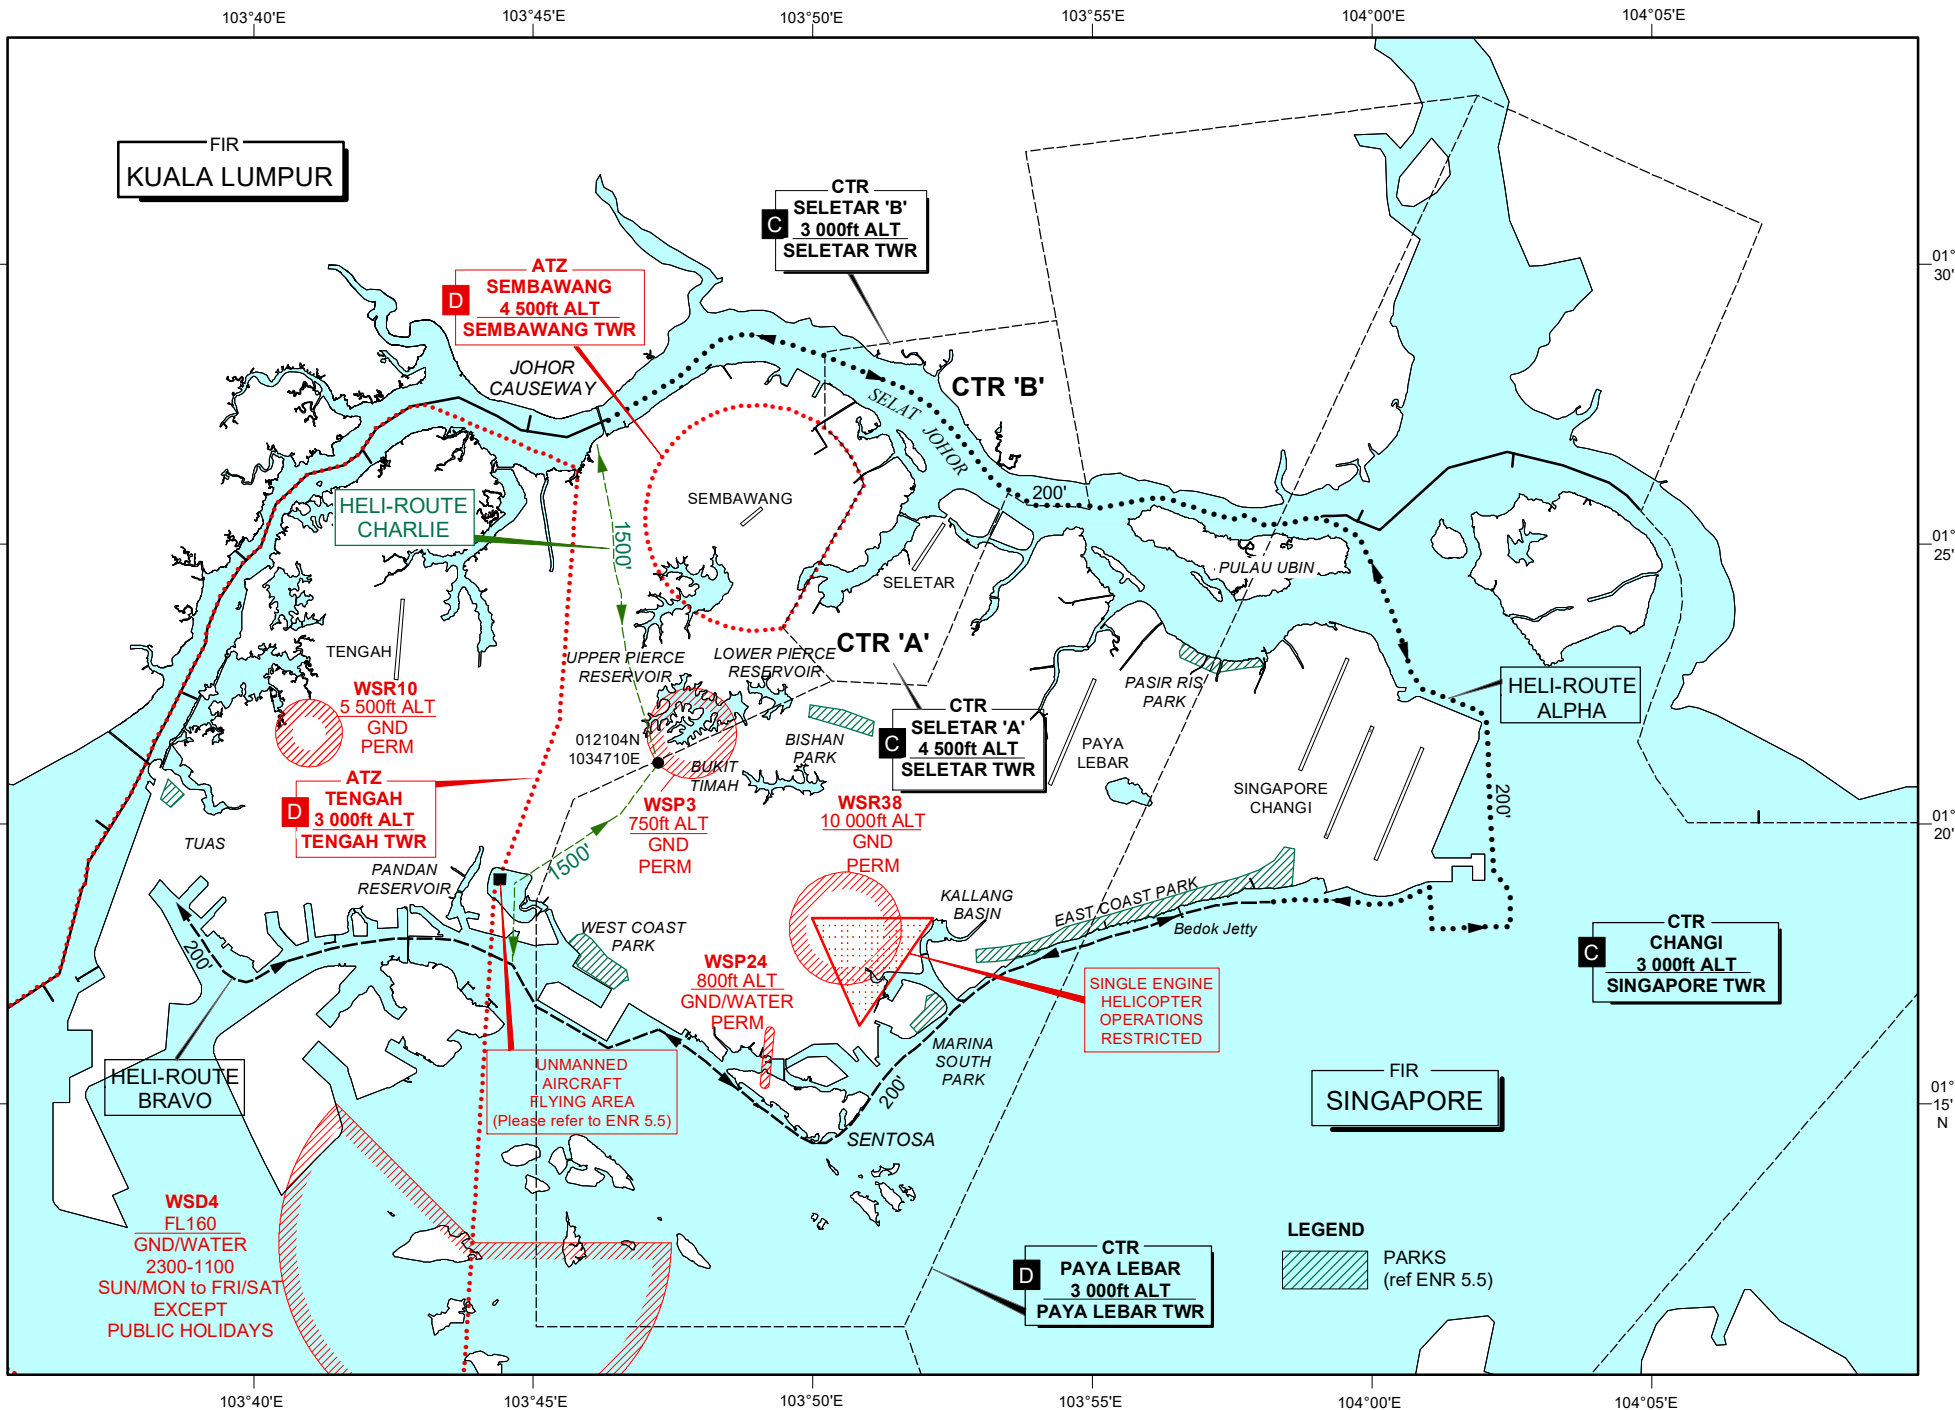 103°40'E
103°45'E
103°50'E
103°55'E
104°00'E
104°05'E
FIR
KUALA LUMPUR
CTR
SELETAR 'B'
3 000ft ALT
SELETAR TWR
C
ATZ
SEMBAWANG
4 500ft ALT
SEMBAWANG TWR
D
01°
30'
JOHOR
CAUSEWAY
CTR 'B'
SELAT
JOHOR
200'
SEMBAWANG
HELI-ROUTE
CHARLIE
1500'
01°
25'
SELETAR
PULAU UBIN
TENGAH
UPPER PIERCE
RESERVOIR
LOWER PIERCE
RESERVOIR
CTR 'A'
PASIR RIS
PARK
HELI-ROUTE
ALPHA
WSR10
5 500ft ALT
GND
PERM
CTR
SELETAR 'A'
4 500ft ALT
SELETAR TWR
C
012104N
1034710E
BISHAN
PARK
BUKIT
TIMAH
PAYA
LEBAR
SINGAPORE
CHANGI
200'
ATZ
TENGAH
3 000ft ALT
TENGAH TWR
D
WSP3
750ft ALT
GND
PERM
WSR38
10 000ft ALT
GND
PERM
01°
20'
TUAS
PANDAN
RESERVOIR
1500'
KALLANG
BASIN
EAST COAST PARK
Bedok Jetty
WEST COAST
PARK
200'
CTR
CHANGI
3 000ft ALT
SINGAPORE TWR
C
WSP24
800ft ALT
GND/WATER
PERM
SINGLE ENGINE
HELICOPTER
OPERATIONS
RESTRICTED
MARINA
SOUTH
PARK
HELI-ROUTE
BRAVO
UNMANNED
AIRCRAFT
FLYING AREA
(Please refer to ENR 5.5)
200'
SENTOSA
FIR
SINGAPORE
01°
15'
N
WSD4
FL160
GND/WATER
2300-1100
SUN/MON to FRI/SAT
EXCEPT
PUBLIC HOLIDAYS
CTR
PAYA LEBAR
3 000ft ALT
PAYA LEBAR TWR
D
LEGEND
PARKS
(ref ENR 5.5)
103°40'E
103°45'E
103°50'E
103°55'E
104°00'E
104°05'E